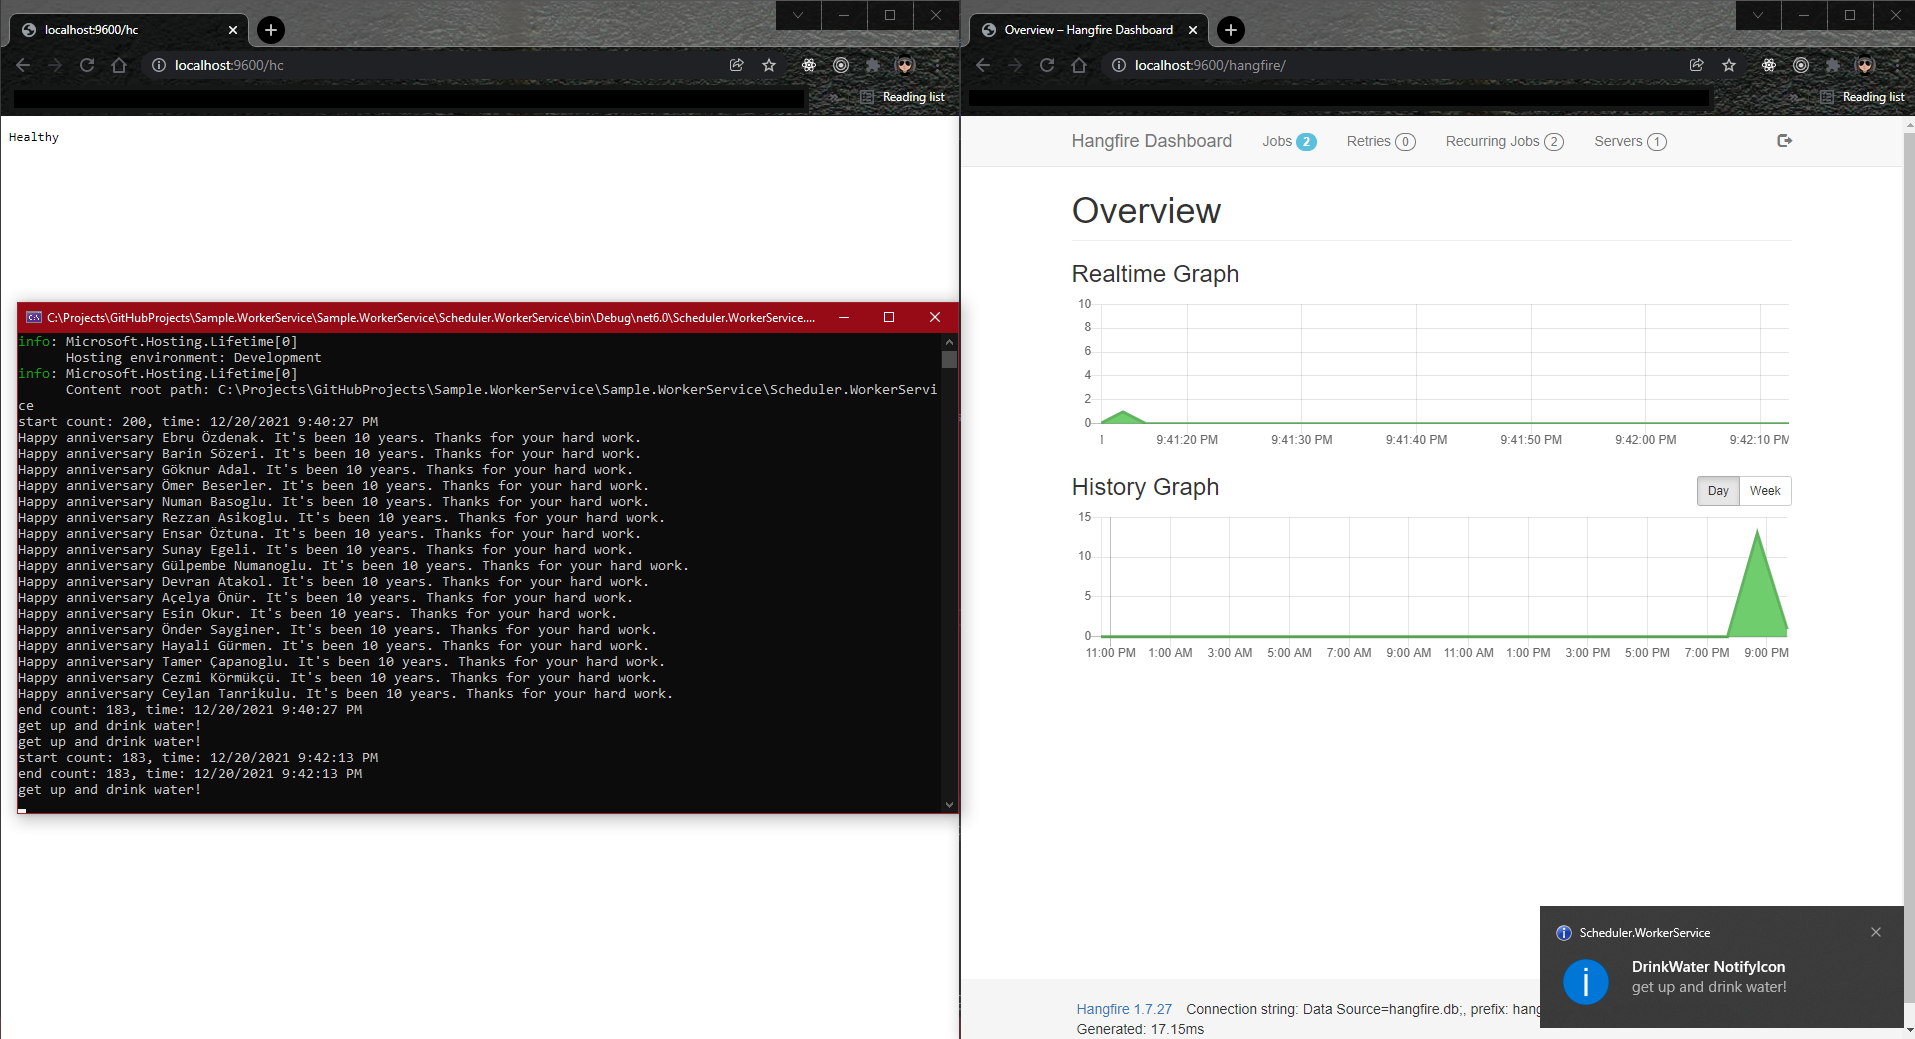 localhost:9600/hc
localhost:9600/hc
Reading list
Healthy
C:\Projects\GitHubProjects\Sample.WorkerService\Sample.WorkerService\Scheduler.WorkerService\bin\Debug\net6.0\Scheduler.WorkerService....
info: Microsoft.Hosting.Lifetime[0]
Hosting environment: Development
info: Microsoft.Hosting.Lifetime[0]
Content root path: C:\Projects\GitHubProjects\Sample.WorkerService\Sample.WorkerService\Scheduler.WorkerServi
ce
start count: 200, time: 12/20/2021 9:40:27 PM
Happy anniversary Ebru Özdenak. It's been 10 years. Thanks for your hard work.
Happy anniversary Barin Sözeri. It's been 10 years. Thanks for your hard work.
Happy anniversary Göknur Adal. It's been 10 years. Thanks for your hard work.
Happy anniversary Ömer Beserler. It's been 10 years. Thanks for your hard work.
Happy anniversary Numan Basoglu. It's been 10 years. Thanks for your hard work.
Happy anniversary Rezzan Asikoglu. It's been 10 years. Thanks for your hard work.
Happy anniversary Ensar Öztuna. It's been 10 years. Thanks for your hard work.
Happy anniversary Sunay Egeli. It's been 10 years. Thanks for your hard work.
Happy anniversary Gülpembe Numanoglu. It's been 10 years. Thanks for your hard work.
Happy anniversary Devran Atakol. It's been 10 years. Thanks for your hard work.
Happy anniversary Açelya Önür. It's been 10 years. Thanks for your hard work.
Happy anniversary Esin Okur. It's been 10 years. Thanks for your hard work.
Happy anniversary Önder Sayginer. It's been 10 years. Thanks for your hard work.
Happy anniversary Hayali Gürmen. It's been 10 years. Thanks for your hard work.
Happy anniversary Tamer Çapanoglu. It's been 10 years. Thanks for your hard work.
Happy anniversary Cezmi Körmükçü. It's been 10 years. Thanks for your hard work.
Happy anniversary Ceylan Tanrikulu. It's been 10 years. Thanks for your hard work.
end count: 183, time: 12/20/2021 9:40:27 PM
get up and drink water!
get up and drink water!
start count: 183, time: 12/20/2021 9:42:13 PM
end count: 183, time: 12/20/2021 9:42:13 PM
get up and drink water!
Overview – Hangfire Dashboard
localhost:9600/hangfire/
Reading list
Hangfire Dashboard Jobs 2 Retries 0 Recurring Jobs 2 Servers 1
Overview
Realtime Graph
10
8
6
4
2
0
9:41:20 PM 9:41:30 PM 9:41:40 PM 9:41:50 PM 9:42:00 PM 9:42:10 PM
History Graph
Day Week
15
10
5
0
11:00 PM 1:00 AM 3:00 AM 5:00 AM 7:00 AM 9:00 AM 11:00 AM 1:00 PM 3:00 PM 5:00 PM 7:00 PM 9:00 PM
Scheduler.WorkerService
DrinkWater NotifyIcon
get up and drink water!
Hangfire 1.7.27 Connection string: Data Source=hangfire.db;, prefix: hang
Generated: 17.15ms